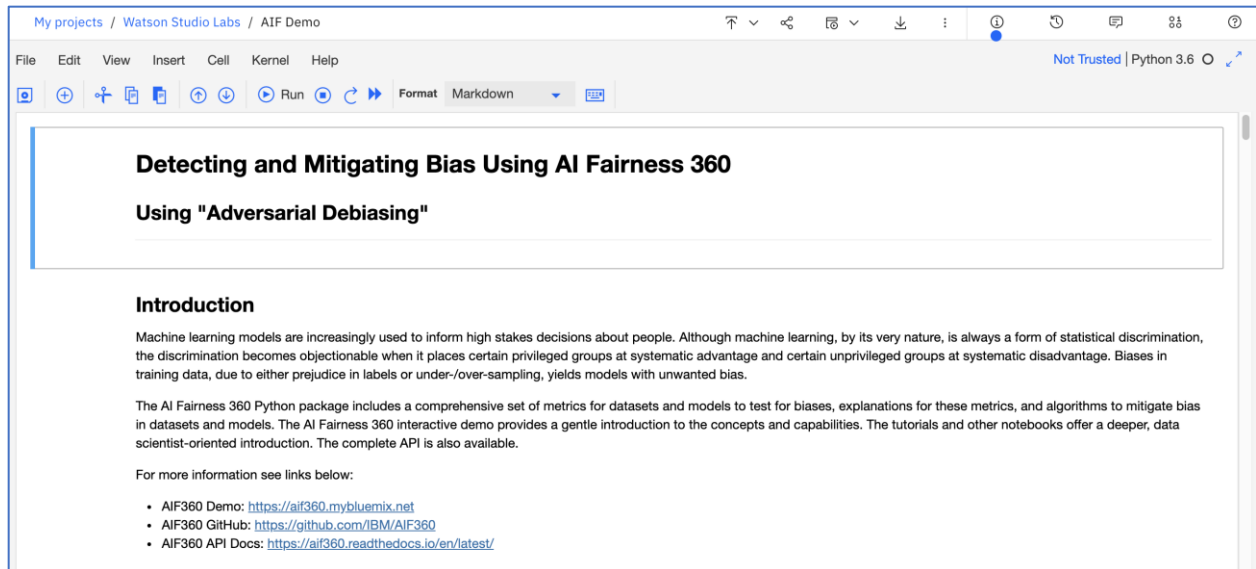 My projects / Watson Studio Labs / AIF Demo
File Edit View Insert Cell Kernel Help
Not Trusted | Python 3.6
Run Format Markdown
Detecting and Mitigating Bias Using AI Fairness 360
Using "Adversarial Debiasing"
Introduction
Machine learning models are increasingly used to inform high stakes decisions about people. Although machine learning, by its very nature, is always a form of statistical discrimination,
the discrimination becomes objectionable when it places certain privileged groups at systematic advantage and certain unprivileged groups at systematic disadvantage. Biases in
training data, due to either prejudice in labels or under-/over-sampling, yields models with unwanted bias.
The AI Fairness 360 Python package includes a comprehensive set of metrics for datasets and models to test for biases, explanations for these metrics, and algorithms to mitigate bias
in datasets and models. The AI Fairness 360 interactive demo provides a gentle introduction to the concepts and capabilities. The tutorials and other notebooks offer a deeper, data
scientist-oriented introduction. The complete API is also available.
For more information see links below:
• AIF360 Demo: https://aif360.mybluemix.net
• AIF360 GitHub: https://github.com/IBM/AIF360
• AIF360 API Docs: https://aif360.readthedocs.io/en/latest/